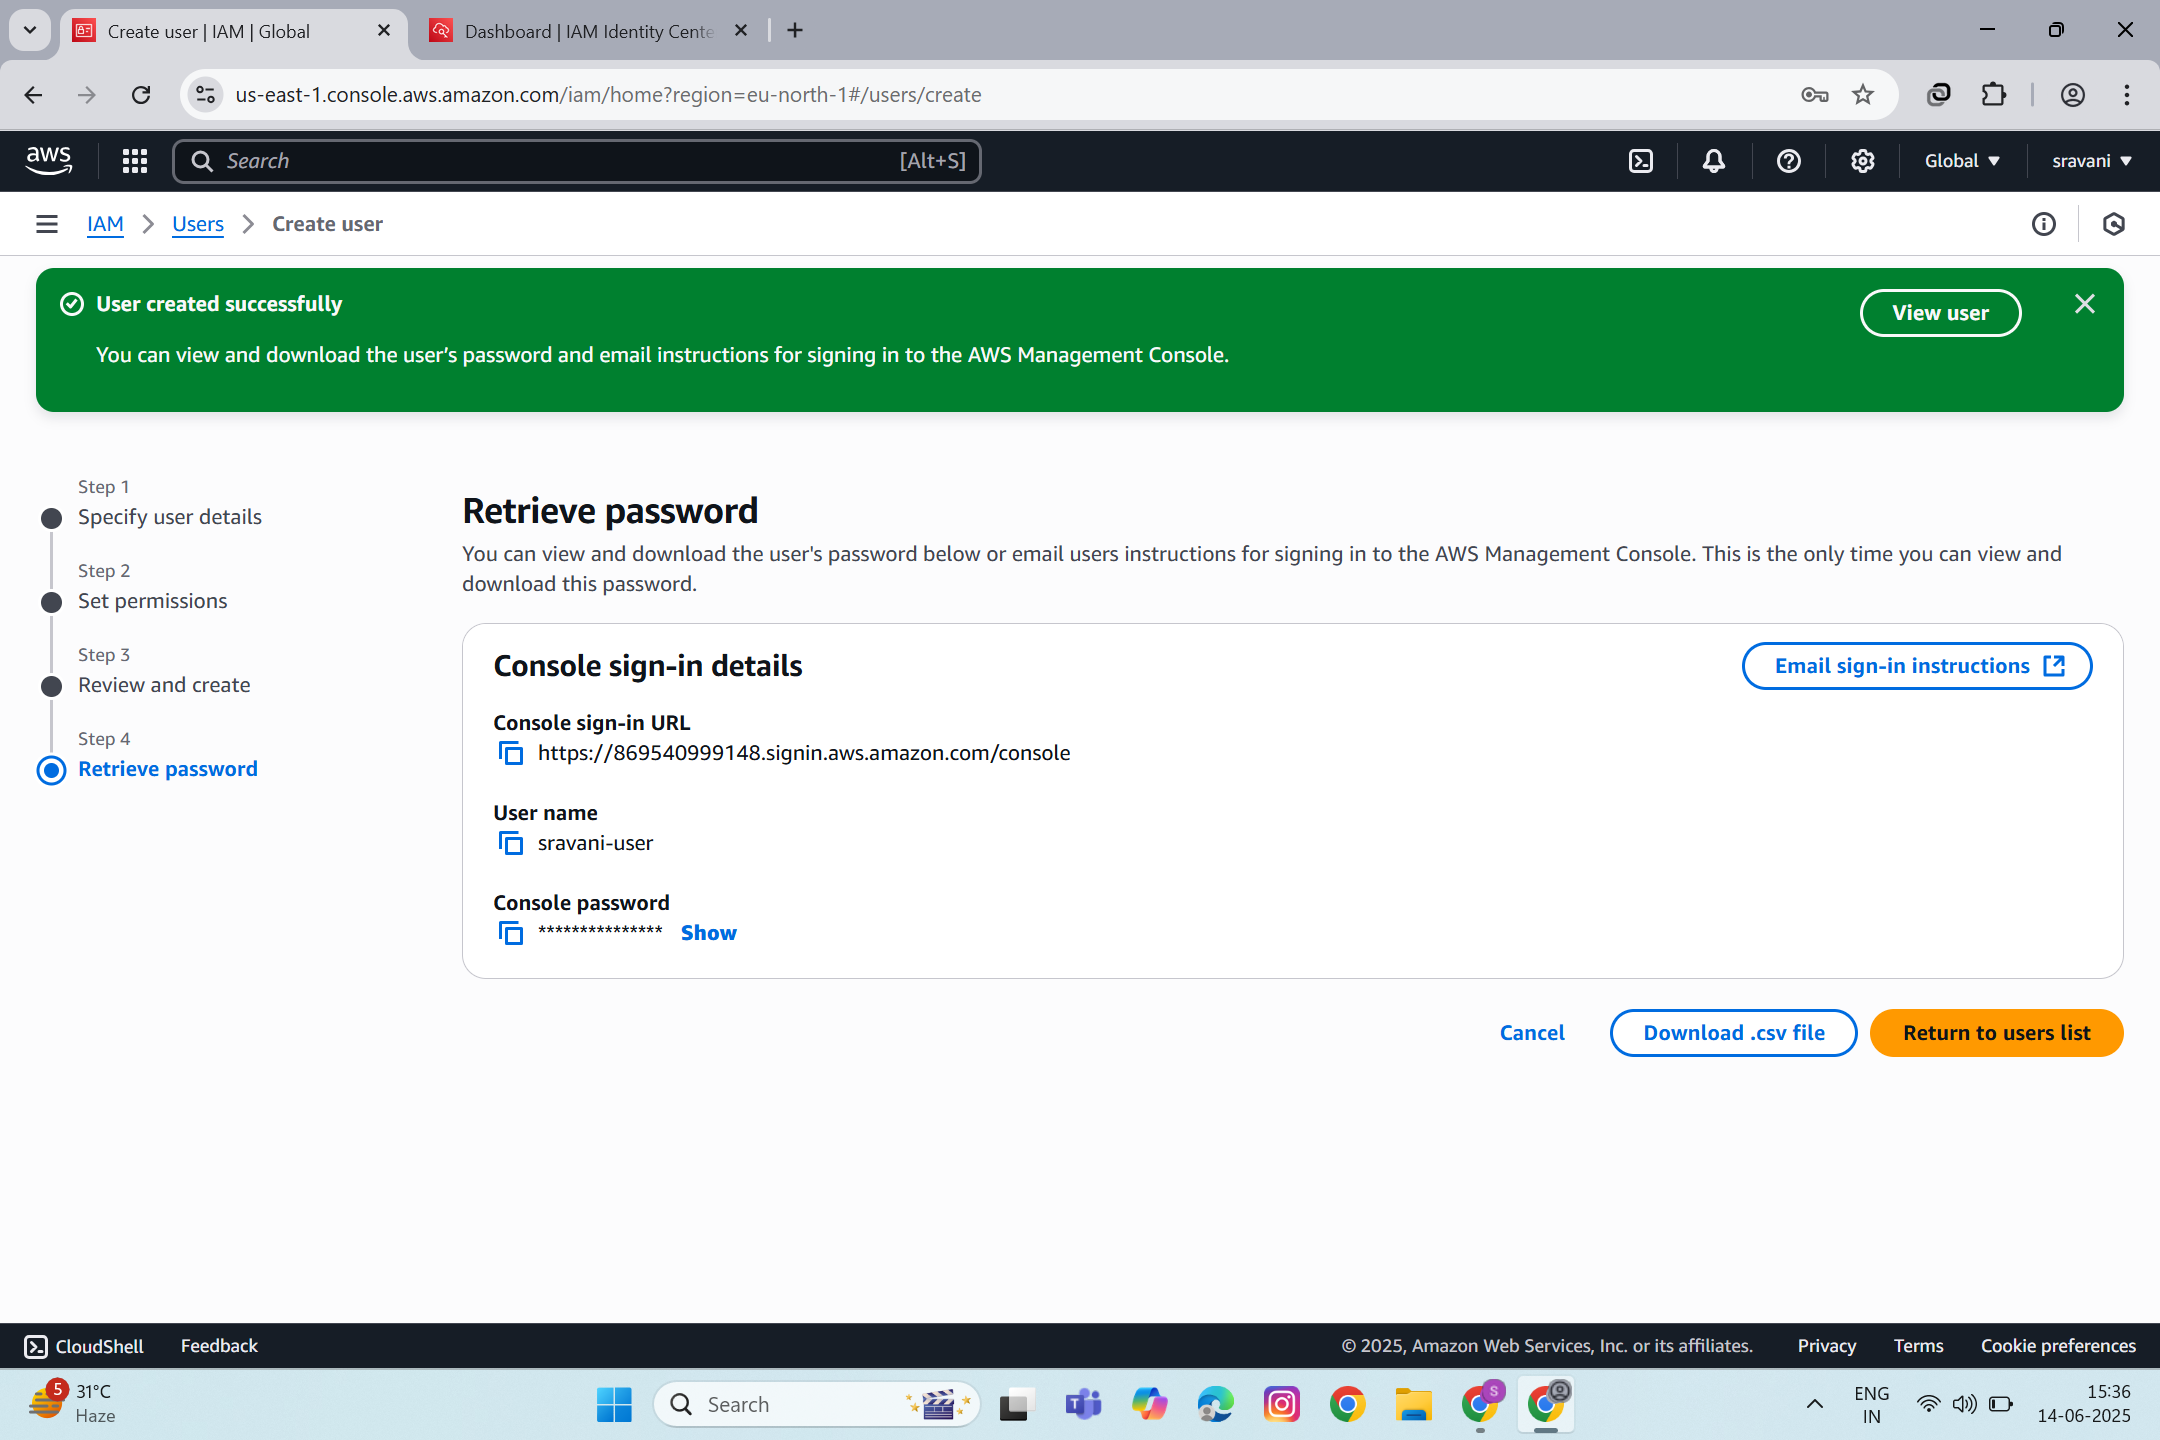 Create user | IAM | Global
Dashboard | IAM Identity Cente
us-east-1.console.aws.amazon.com/iam/home?region=eu-north-1#/users/create
aws
Search
[Alt+S]
Global
sravani
IAM
Users
Create user
User created successfully
You can view and download the user's password and email instructions for signing in to the AWS Management Console.
View user
Step 1
Specify user details
Step 2
Set permissions
Step 3
Review and create
Step 4
Retrieve password
Retrieve password
You can view and download the user's password below or email users instructions for signing in to the AWS Management Console. This is the only time you can view and
download this password.
Console sign-in details
Email sign-in instructions
Console sign-in URL
https://869540999148.signin.aws.amazon.com/console
User name
sravani-user
Console password
*************** Show
Cancel
Download .csv file
Return to users list
CloudShell
Feedback
© 2025, Amazon Web Services, Inc. or its affiliates.
Privacy
Terms
Cookie preferences
5
31°C
Haze
Search
T
S
ENG
IN
15:36
14-06-2025